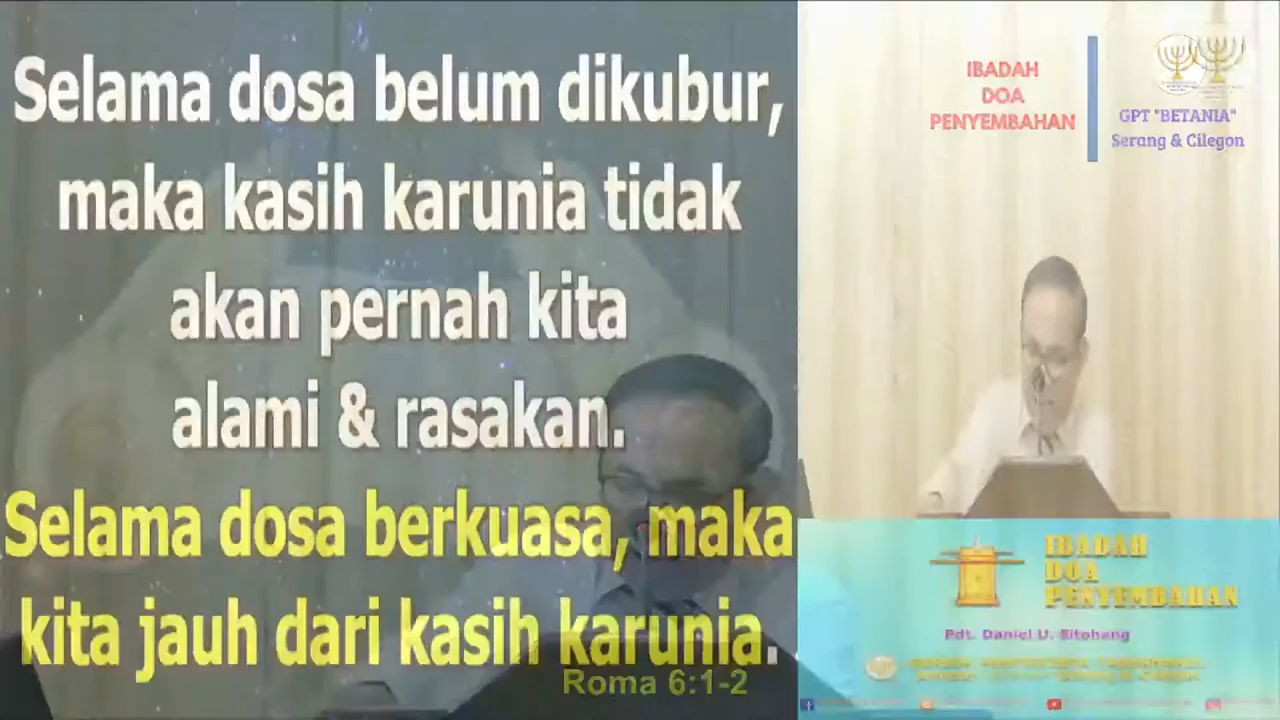 Selama dosa belum dikubur,
maka kasih karunia tidak
akan pernah kita
alami & rasakan.
Selama dosa berkuasa, maka
kita jauh dari kasih karunia.
Roma 6:1-2
IBADAH
DOA
PENYEMBAHAN
GPT "BETANIA"
Serang & Cilegon
IBADAH
DOA
PENYEMBAHAN
Pdt. Daniel U. Sitohang